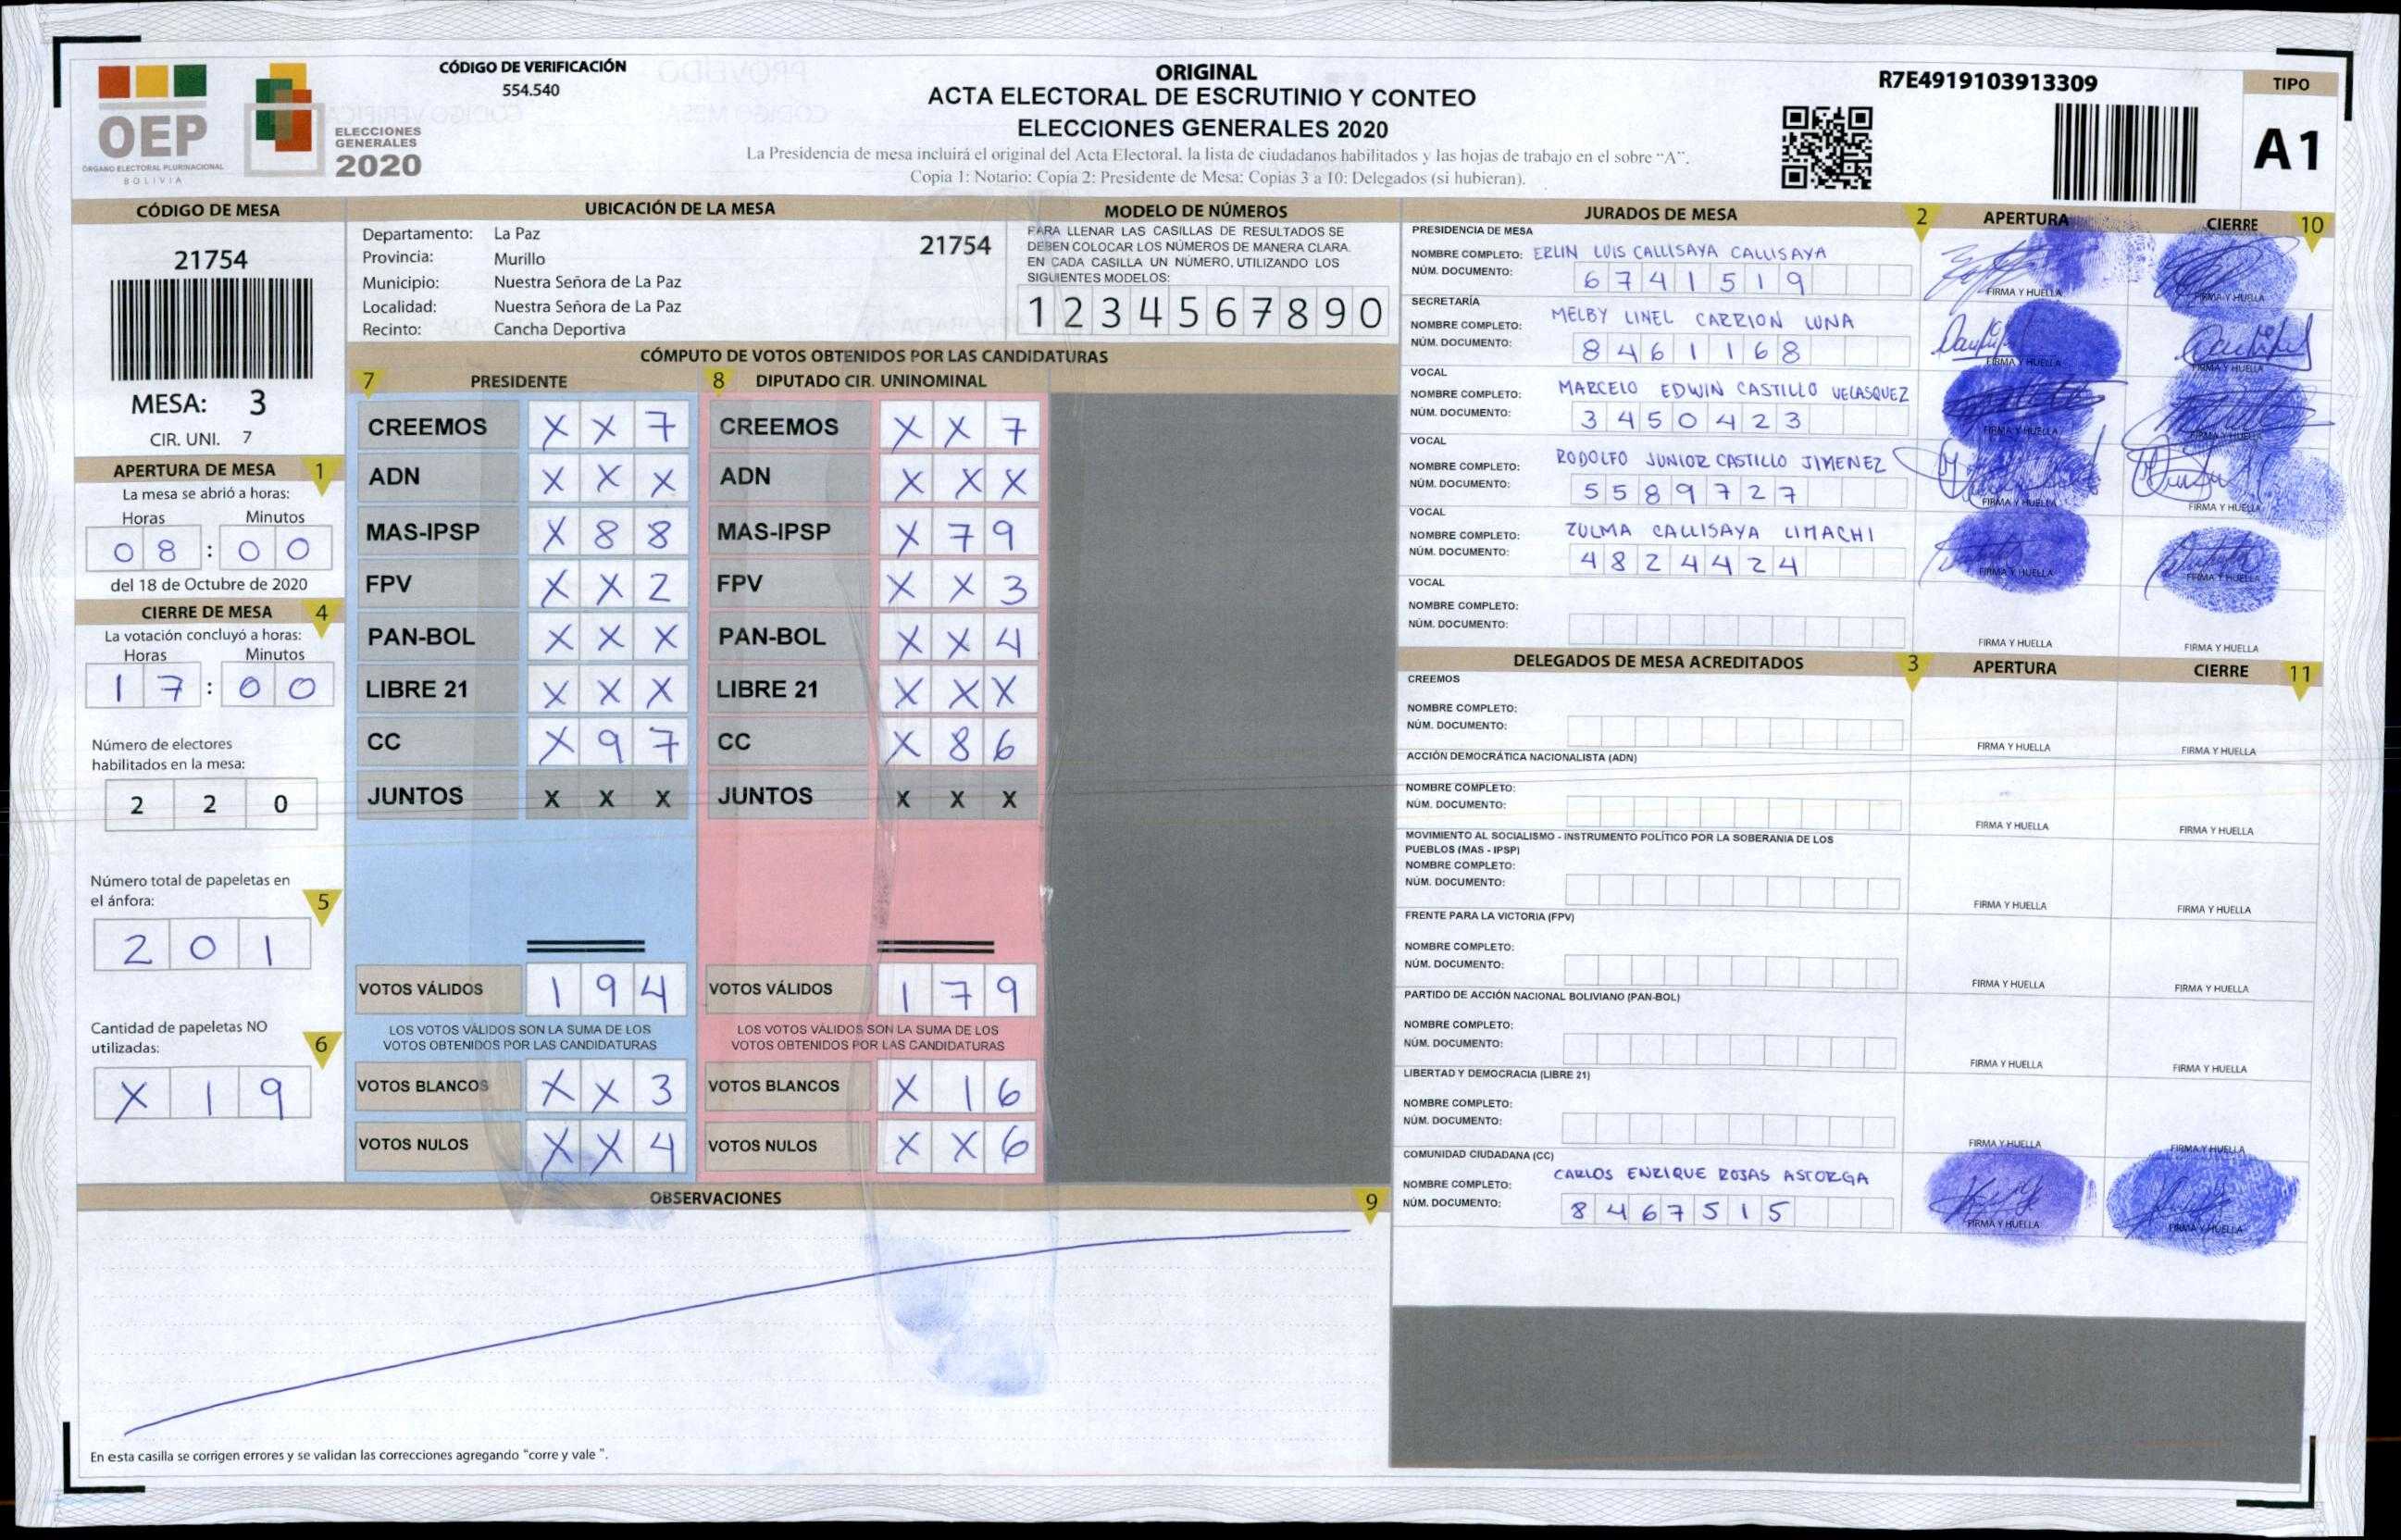 CÓDIGO DE VERIFICACIÓN
554.540
OEP
ÓRGANO ELECTORAL PLURINACIONAL
BOLIVIA
ELECCIONES
GENERALES
2020
ORIGINAL
ACTA ELECTORAL DE ESCRUTINIO Y CONTEO
ELECCIONES GENERALES 2020
La Presidencia de mesa incluirá el original del Acta Electoral, la lista de ciudadanos habilitados y las hojas de trabajo en el sobre “A”.
Copia 1: Notario: Copia 2: Presidente de Mesa: Copias 3 a 10: Delegados (si hubieran).
R7E4919103913309
TIPO
A1
CÓDIGO DE MESA
21754
MESA: 3
CIR. UNI. 7
APERTURA DE MESA 1
La mesa se abrió a horas:
Horas Minutos
08 : 00
del 18 de Octubre de 2020
CIERRE DE MESA 4
La votación concluyó a horas:
Horas Minutos
17 : 00
Número de electores
habilitados en la mesa:
2 2 0
Número total de papeletas en
el ánfora: 5
2 0 1
Cantidad de papeletas NO
utilizadas: 6
X 1 9
UBICACIÓN DE LA MESA
Departamento: La Paz
Provincia: Murillo
Municipio: Nuestra Señora de La Paz
Localidad: Nuestra Señora de La Paz
Recinto: Cancha Deportiva
21754
MODELO DE NÚMEROS
PARA LLENAR LAS CASILLAS DE RESULTADOS SE
DEBEN COLOCAR LOS NÚMEROS DE MANERA CLARA.
EN CADA CASILLA UN NÚMERO, UTILIZANDO LOS
SIGUIENTES MODELOS:
1 2 3 4 5 6 7 8 9 0
CÓMPUTO DE VOTOS OBTENIDOS POR LAS CANDIDATURAS
7 PRESIDENTE 8 DIPUTADO CIR. UNINOMINAL
CREEMOS X X 7 CREEMOS X X 7
ADN X X X ADN X X X
MAS-IPSP X 8 8 MAS-IPSP X 7 9
FPV X X 2 FPV X X 3
PAN-BOL X X X PAN-BOL X X 4
LIBRE 21 X X X LIBRE 21 X X X
CC X 9 7 CC X 8 6
JUNTOS X X X JUNTOS X X X
VOTOS VÁLIDOS 1 9 4 VOTOS VÁLIDOS 1 7 9
LOS VOTOS VÁLIDOS SON LA SUMA DE LOS LOS VOTOS VÁLIDOS SON LA SUMA DE LOS
VOTOS OBTENIDOS POR LAS CANDIDATURAS VOTOS OBTENIDOS POR LAS CANDIDATURAS
VOTOS BLANCOS X X 3 VOTOS BLANCOS X 1 6
VOTOS NULOS X X 4 VOTOS NULOS X X 6
OBSERVACIONES 9
En esta casilla se corrigen errores y se validan las correcciones agregando “corre y vale ”.
JURADOS DE MESA 2 APERTURA CIERRE 10
PRESIDENCIA DE MESA
NOMBRE COMPLETO: ERLIN LUIS CALLISAYA CALLISAYA
NÚM. DOCUMENTO: 6741519
FIRMA Y HUELLA FIRMA Y HUELLA
SECRETARÍA
NOMBRE COMPLETO: MELBY LINEL CARRION LUNA
NÚM. DOCUMENTO: 8461168
FIRMA Y HUELLA FIRMA Y HUELLA
VOCAL
NOMBRE COMPLETO: MARCELO EDWIN CASTILLO VELASQUEZ
NÚM. DOCUMENTO: 3450423
FIRMA Y HUELLA FIRMA Y HUELLA
VOCAL
NOMBRE COMPLETO: RODOLFO JUNIOR CASTILLO JIMENEZ
NÚM. DOCUMENTO: 5589727
FIRMA Y HUELLA FIRMA Y HUELLA
VOCAL
NOMBRE COMPLETO: ZULMA CALLISAYA LIMACHI
NÚM. DOCUMENTO: 4824424
FIRMA Y HUELLA FIRMA Y HUELLA
VOCAL
NOMBRE COMPLETO:
NÚM. DOCUMENTO:
FIRMA Y HUELLA FIRMA Y HUELLA
DELEGADOS DE MESA ACREDITADOS 3 APERTURA CIERRE 11
CREEMOS
NOMBRE COMPLETO:
NÚM. DOCUMENTO:
FIRMA Y HUELLA FIRMA Y HUELLA
ACCIÓN DEMOCRÁTICA NACIONALISTA (ADN)
NOMBRE COMPLETO:
NÚM. DOCUMENTO:
FIRMA Y HUELLA FIRMA Y HUELLA
MOVIMIENTO AL SOCIALISMO - INSTRUMENTO POLÍTICO POR LA SOBERANIA DE LOS
PUEBLOS (MAS - IPSP)
NOMBRE COMPLETO:
NÚM. DOCUMENTO:
FIRMA Y HUELLA FIRMA Y HUELLA
FRENTE PARA LA VICTORIA (FPV)
NOMBRE COMPLETO:
NÚM. DOCUMENTO:
FIRMA Y HUELLA FIRMA Y HUELLA
PARTIDO DE ACCIÓN NACIONAL BOLIVIANO (PAN-BOL)
NOMBRE COMPLETO:
NÚM. DOCUMENTO:
FIRMA Y HUELLA FIRMA Y HUELLA
LIBERTAD Y DEMOCRACIA (LIBRE 21)
NOMBRE COMPLETO:
NÚM. DOCUMENTO:
FIRMA Y HUELLA FIRMA Y HUELLA
COMUNIDAD CIUDADANA (CC)
NOMBRE COMPLETO: CARLOS ENRIQUE ROJAS ASTORGA
NÚM. DOCUMENTO: 8467515
FIRMA Y HUELLA FIRMA Y HUELLA